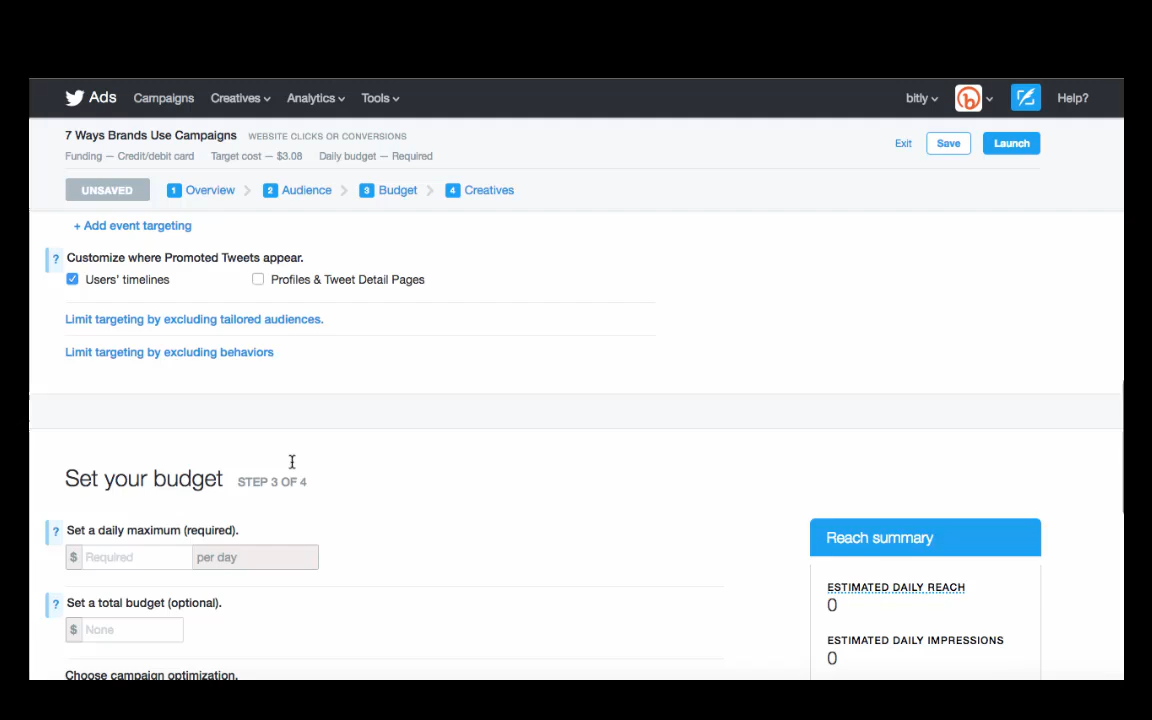 Ads Campaigns Creatives Analytics Tools bitly Help?
7 Ways Brands Use Campaigns WEBSITE CLICKS OR CONVERSIONS
Funding — Credit/debit card Target cost — $3.08 Daily budget — Required
Exit Save Launch
UNSAVED 1 Overview 2 Audience 3 Budget 4 Creatives
+ Add event targeting
? Customize where Promoted Tweets appear.
Users' timelines Profiles & Tweet Detail Pages
Limit targeting by excluding tailored audiences.
Limit targeting by excluding behaviors
Set your budget STEP 3 OF 4
? Set a daily maximum (required).
$ Required per day
? Set a total budget (optional).
$ None
Choose campaign optimization.
Reach summary
ESTIMATED DAILY REACH
0
ESTIMATED DAILY IMPRESSIONS
0